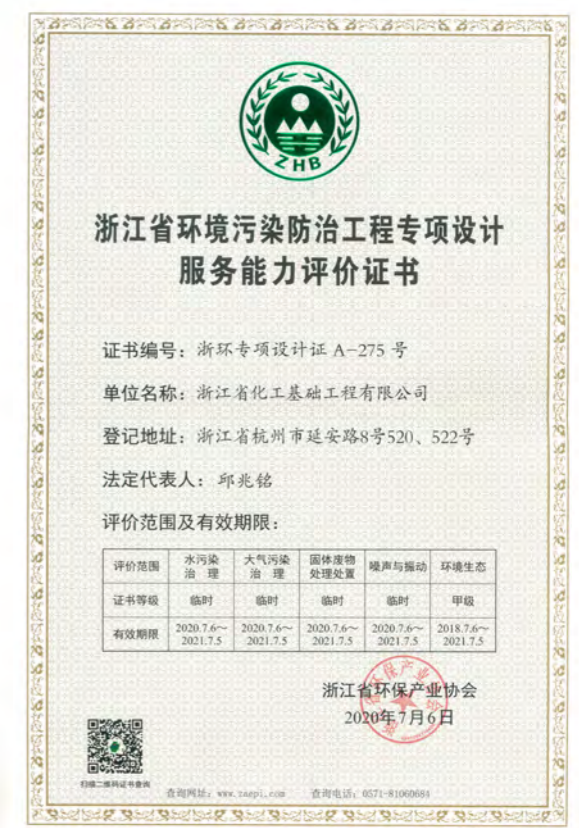 ZHB
浙江省环境污染防治工程专项设计
服务能力评价证书
证书编号：浙环专项设计证 A-275 号
单位名称：浙江省化工基础工程有限公司
登记地址：浙江省杭州市延安路8号520、522号
法定代表人：邱兆铭
评价范围及有效期限：
评价范围 水污染治 理 大气污染治 理 固体废物处理处置 噪声与振动 环境生态
证书等级 临时 临时 临时 临时 甲级
有效期限 2020.7.6～2021.7.5 2020.7.6～2021.7.5 2020.7.6～2021.7.5 2020.7.6～2021.7.5 2018.7.6～2021.7.5
浙江省环保产业协会
2020年7月6日
扫描二维码证书查询
查询网址：www.zaepi.com 查询电话：0571-81060684